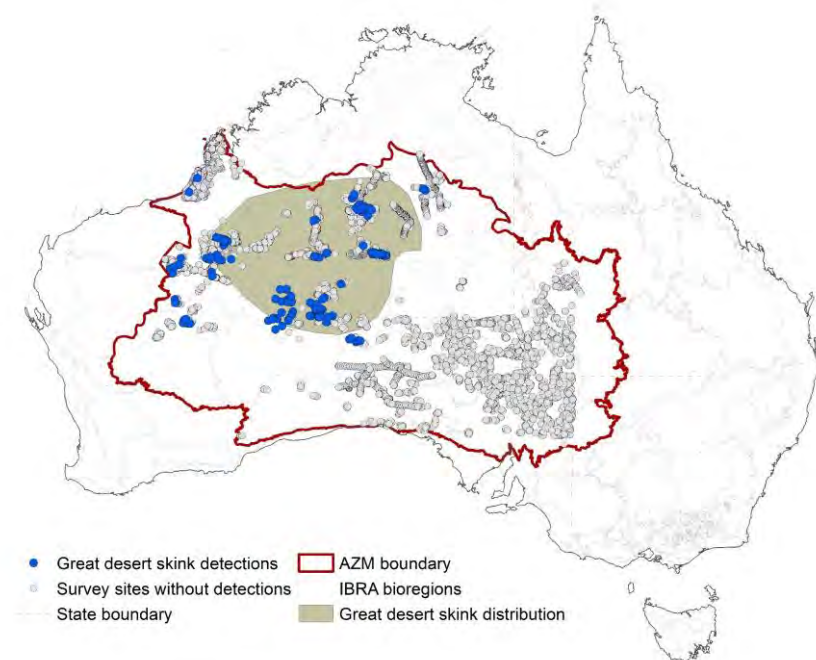 Great desert skink detections
AZM boundary
Survey sites without detections
IBRA bioregions
State boundary
Great desert skink distribution